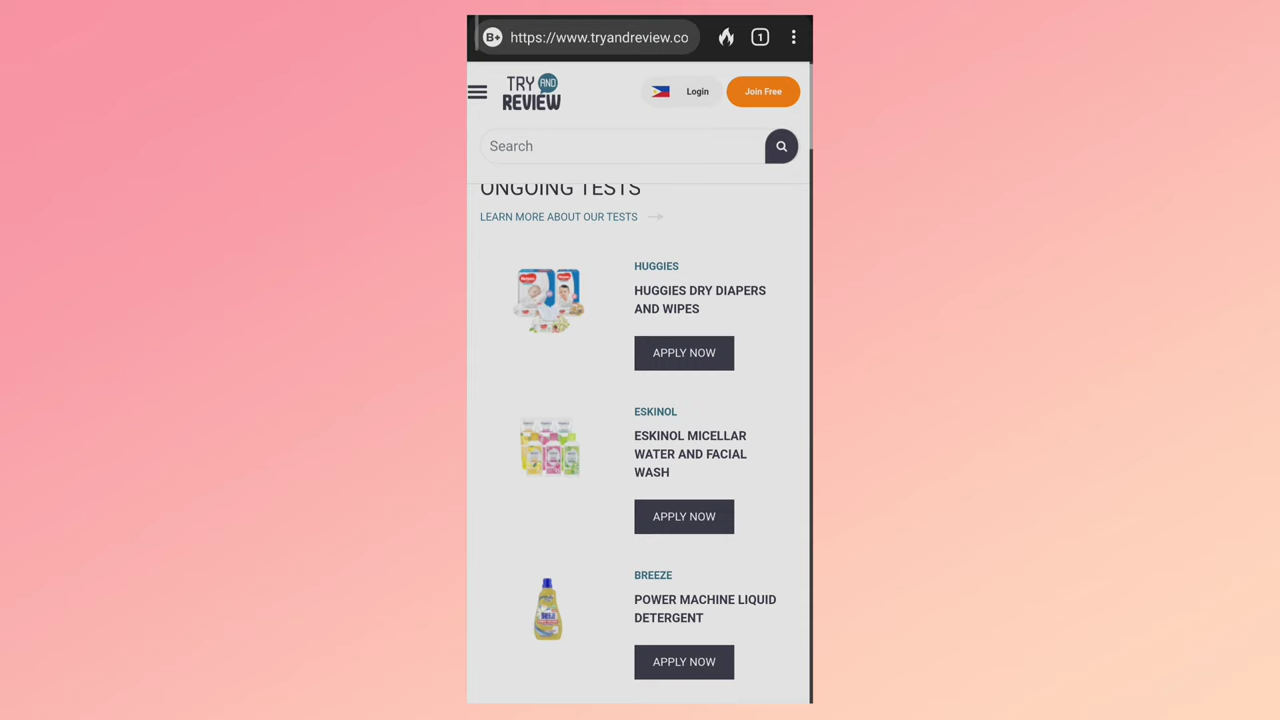 B+ https://www.tryandreview.co 1
TRY AND
REVIEW
Login
Join Free
Search
ONGOING TESTS
LEARN MORE ABOUT OUR TESTS
HUGGIES
HUGGIES DRY DIAPERS
AND WIPES
APPLY NOW
ESKINOL
ESKINOL MICELLAR
WATER AND FACIAL
WASH
APPLY NOW
BREEZE
POWER MACHINE LIQUID
DETERGENT
APPLY NOW